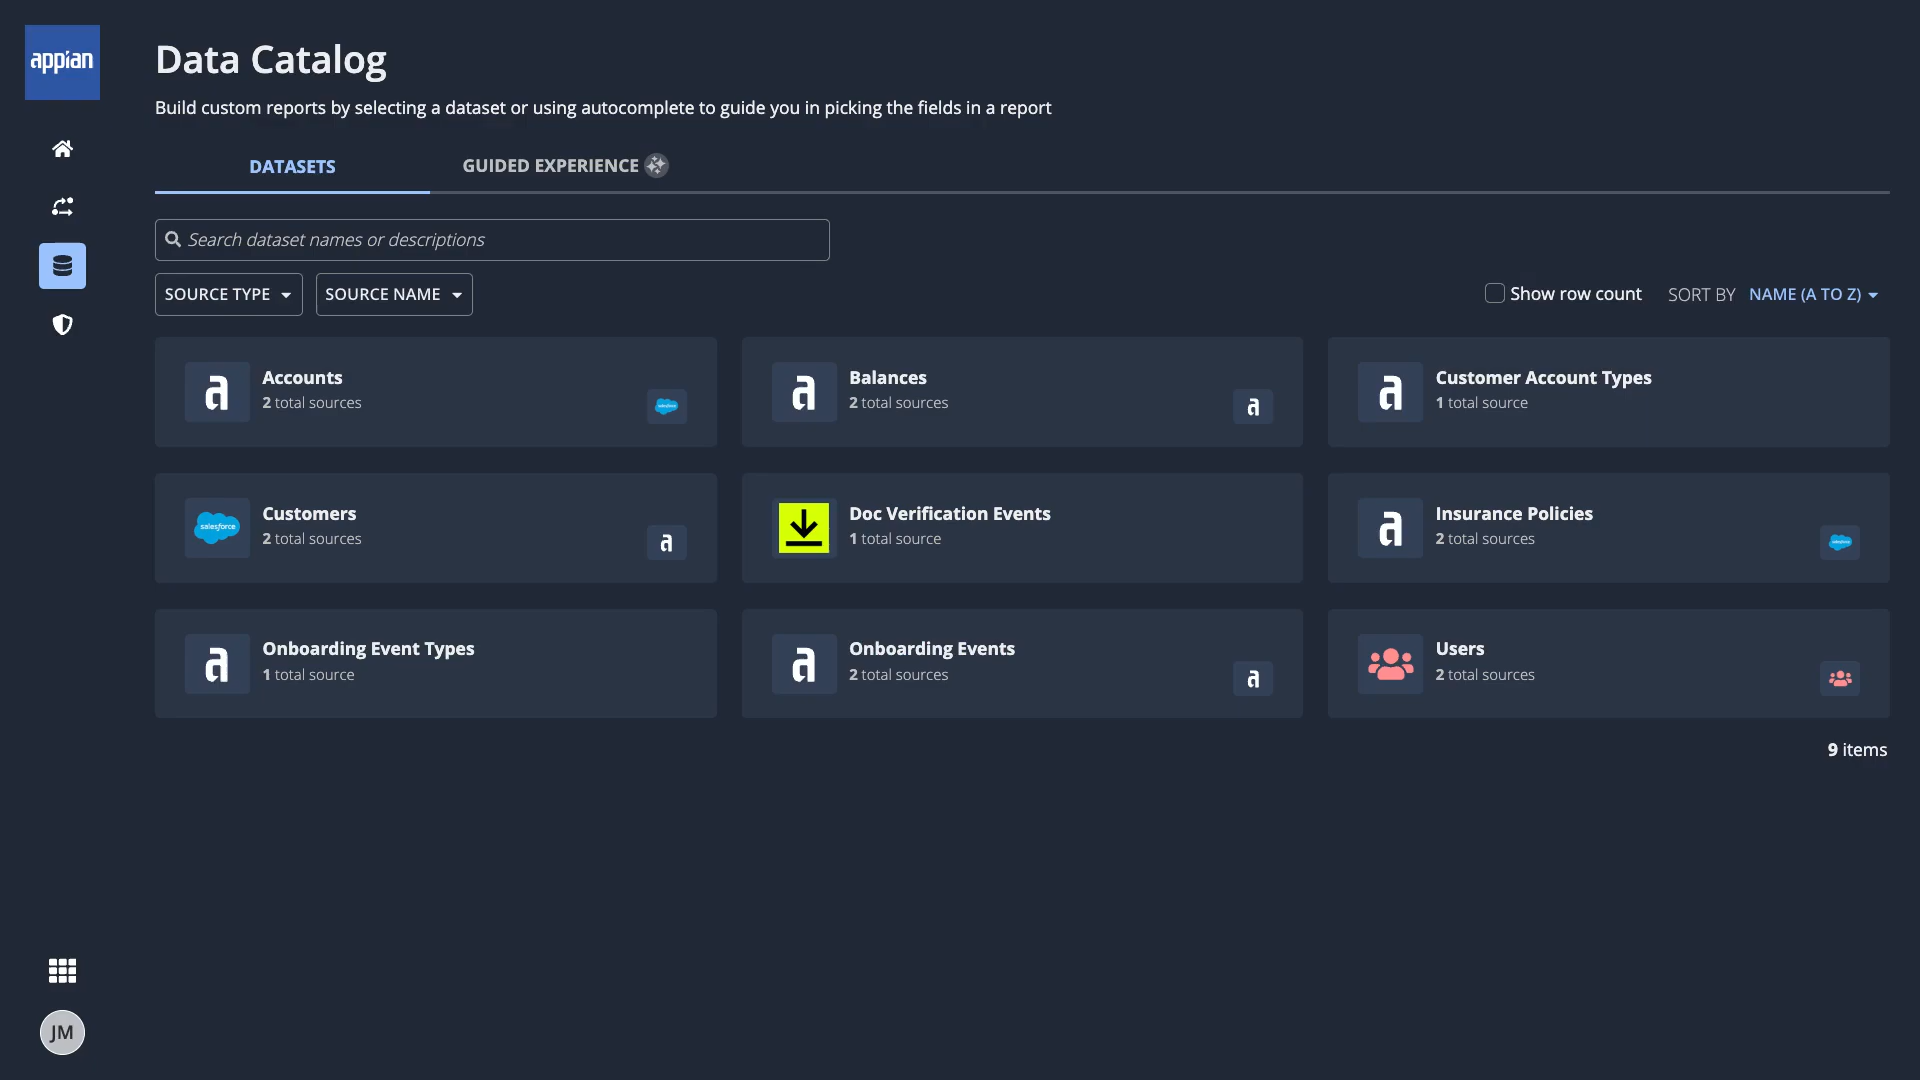 appian
Data Catalog
Build custom reports by selecting a dataset or using autocomplete to guide you in picking the fields in a report
DATASETS
GUIDED EXPERIENCE
Search dataset names or descriptions
SOURCE TYPE
SOURCE NAME
Show row count
SORT BY NAME (A TO Z)
Accounts
2 total sources
Balances
2 total sources
Customer Account Types
1 total source
salesforce
Customers
2 total sources
Doc Verification Events
1 total source
Insurance Policies
2 total sources
Onboarding Event Types
1 total source
Onboarding Events
2 total sources
Users
2 total sources
9 items
JM